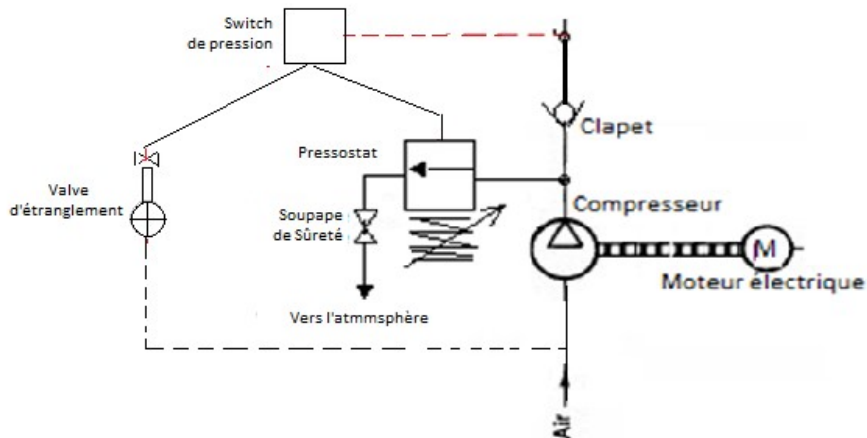 Switch
de pression
Clapet
Pressostat
Valve
d'étranglement
Soupape
de Sûreté
Compresseur
M
Moteur électrique
Vers l'atmmsphère
Air